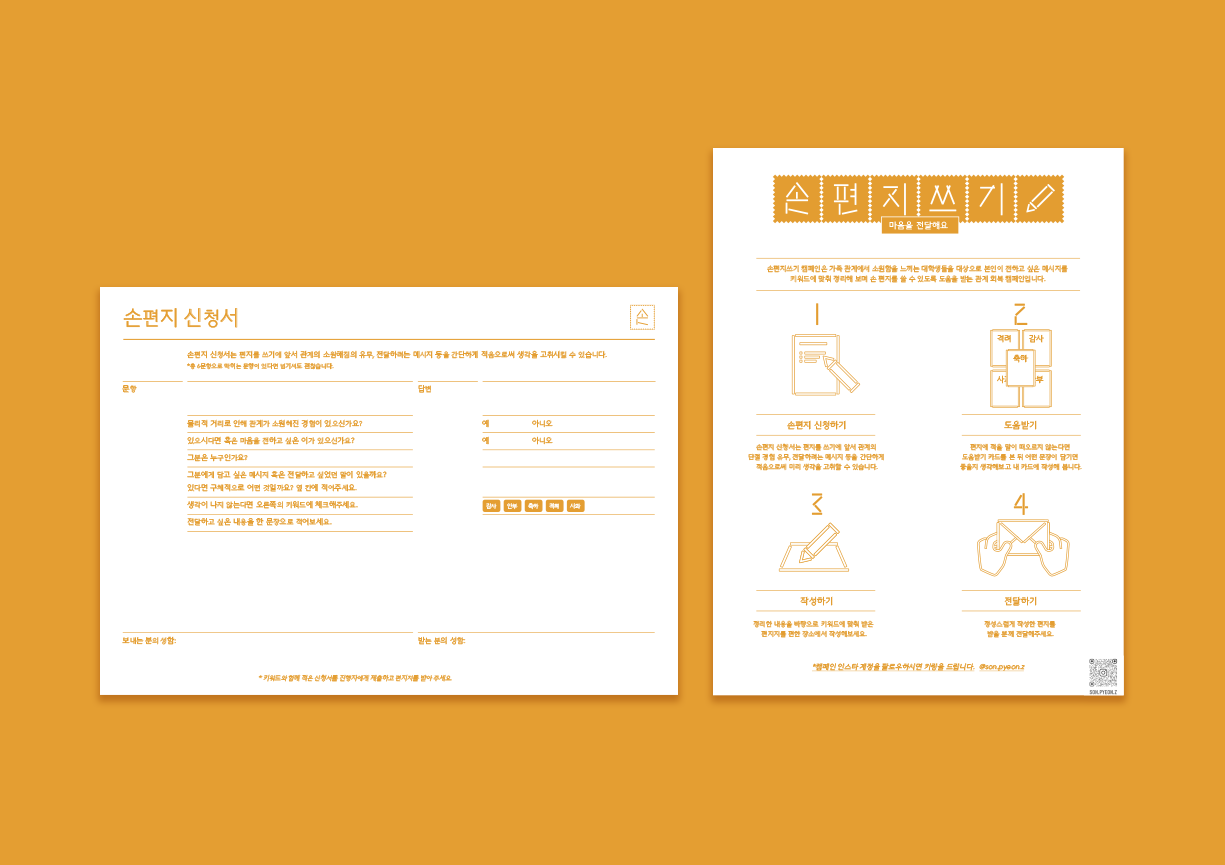 손편지 신청서
손
손편지 신청서는 편지를 쓰기에 앞서 관계의 소원해짐의 유무, 전달하려는 메시지 등을 간단하게 적음으로써 생각을 고취시킬 수 있습니다.
넘기셔도 괜찮습니다.
문항
답변
물리적 거리로 인해 관계가 소원해진 경험이 있으신가요?
예 아니오
있으시다면 혹은 마음을 전하고 싶은 이가 있으신가요?
예 아니오
그분은 누구인가요?
그분에게 담고 싶은 메시지 혹은 전달하고 싶었던 말이 있을까요?
있다면 구체적으로 어떤 것일까요? 옆 칸에 적어주세요.
생각이 나지 않는다면 오른쪽의 키워드에 체크해주세요.
감사 안부 축하 격려 사과
전달하고 싶은 내용을 한 문장으로 적어보세요.
보내는 분의 성함:
받는 분의 성함:
* 키워드와 함께 적은 신청서를 진행자에게 제출하고 편지지를 받아 주세요.
손편지쓰기
마음을 전달해요
손편지쓰기 캠페인은 가족 관계에서 소원함을 느끼는 대학생들을 대상으로 본인이 전하고 싶은 메시지를
키워드에 맞춰 정리해 보며 손 편지를 쓸 수 있도록 도움을 받는 관계 회복 캠페인입니다.
1
손편지 신청하기
손편지 신청서는 편지를 쓰기에 앞서 관계의
단절 경험 유무, 전달하려는 메시지 등을 간단하게
적음으로써 미리 생각을 고취할 수 있습니다.
2
격려 감사
축하
사 부
도움받기
편지에 적을 말이 떠오르지 않는다면
도움받기 카드를 본 뒤 어떤 문장이 담기면
좋을지 생각해보고 내 카드에 작성해 봅니다.
3
작성하기
정리한 내용을 바탕으로 키워드에 맞춰 받은
편지지를 편한 장소에서 작성해보세요.
4
전달하기
정성스럽게 작성한 편지를
받을 분께 전달해주세요.
*캠페인 인스타 계정을 팔로우하시면 키링을 드립니다. @son.pyeon.z
SON.PYEON.Z